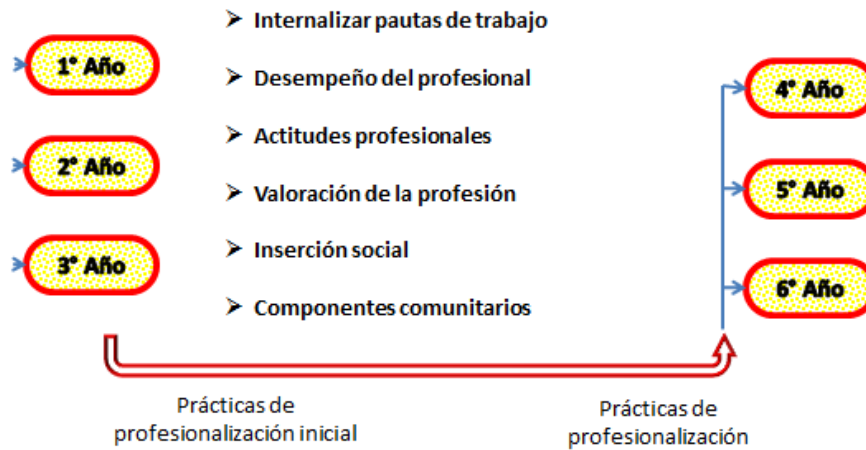 1° Año
2° Año
3° Año
➤ Internalizar pautas de trabajo
➤ Desempeño del profesional
➤ Actitudes profesionales
➤ Valoración de la profesión
➤ Inserción social
➤ Componentes comunitarios
4° Año
5° Año
6° Año
Prácticas de
profesionalización inicial
Prácticas de
profesionalización